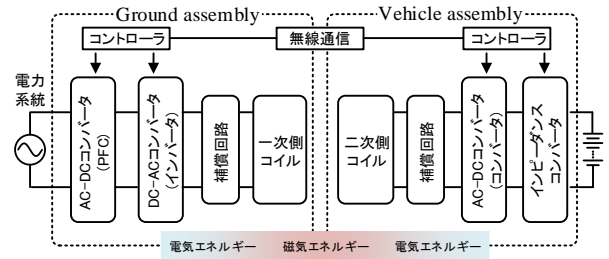 Ground assembly
Vehicle assembly
コントローラ
無線通信
コントローラ
電力
系統
AC-DCコンバータ
(PFC)
DC-ACコンバータ
(インバータ)
補償回路
一次側
コイル
二次側
コイル
補償回路
AC-DCコンバータ
(コンバータ)
インピーダンス
コンバータ
電気エネルギー
磁気エネルギー
電気エネルギー